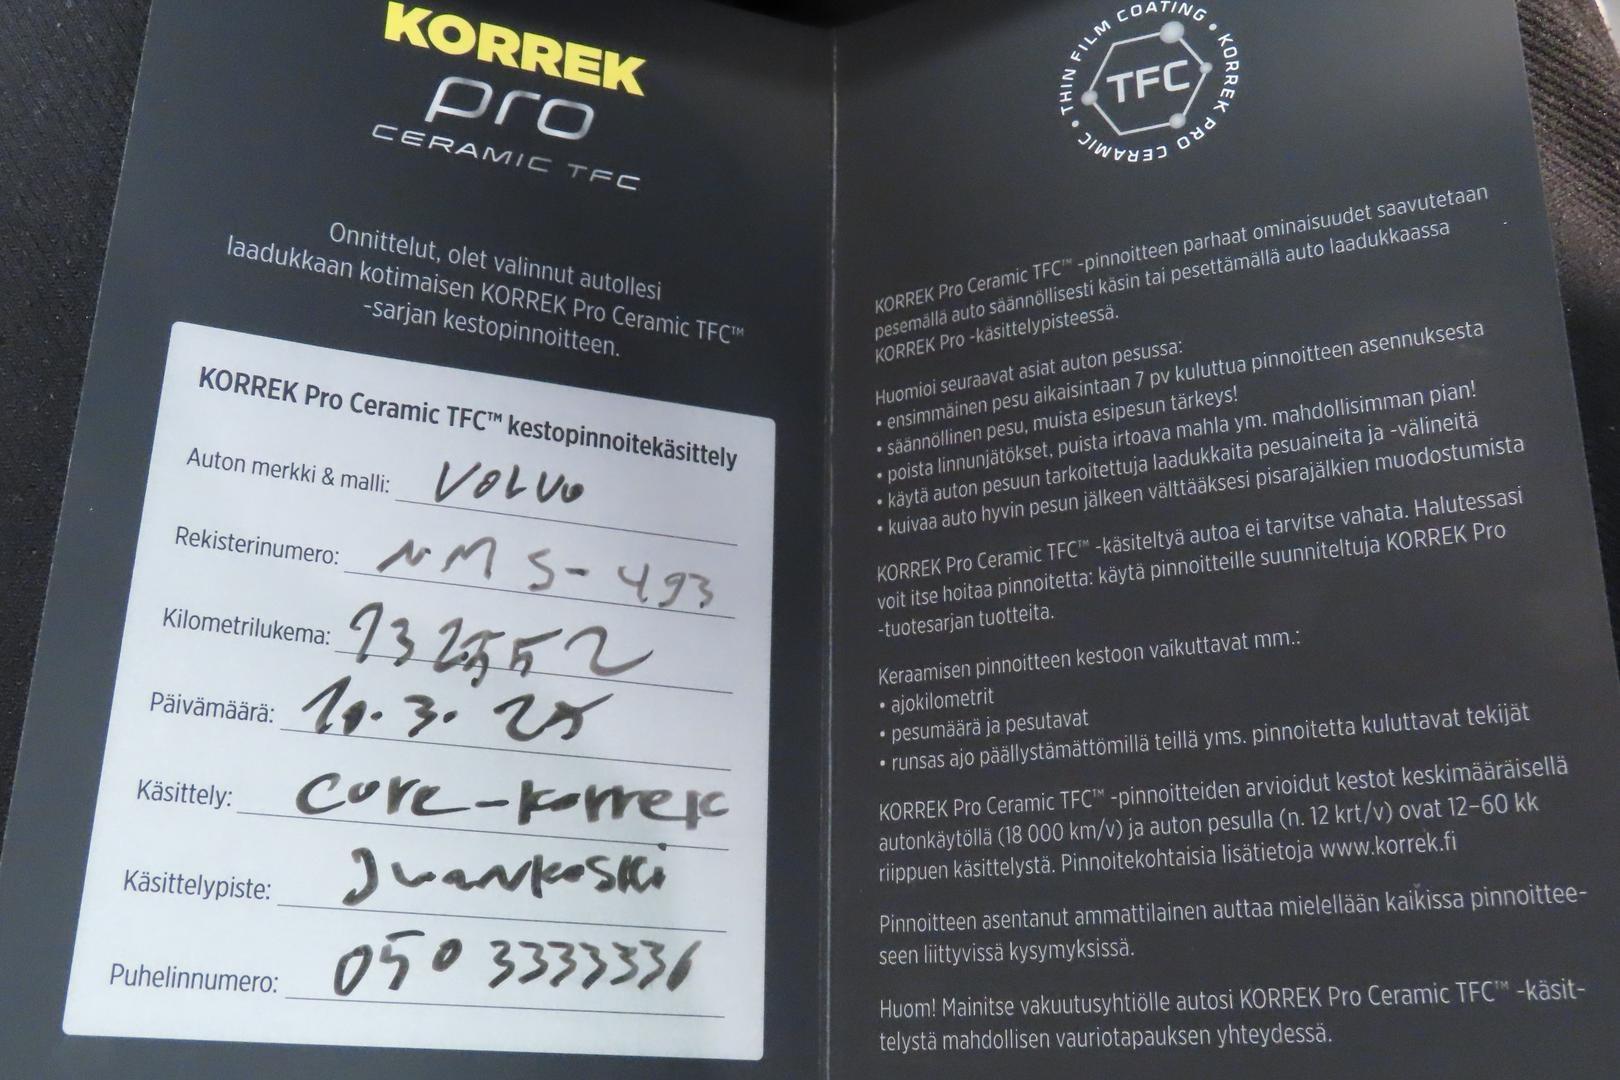 KORREK
pro
CERAMIC TFC
Onnittelut, olet valinnut autollesi
laadukkaan kotimaisen KORREK Pro Ceramic TFC™
-sarjan kestopinnoitteen.
KORREK Pro Ceramic TFC™ kestopinnoitekäsittely
Auton merkki & malli: VOLVO
Rekisterinumero: NMS-493
Kilometrilukema: 132552
Päivämäärä: 10.3.25
Käsittely: core-korrek
Käsittelypiste: Juankoski
Puhelinnumero: 050 3333336
THIN FILM COATING • KORREK PRO CERAMIC •
TFC
KORREK Pro Ceramic TFC™ -pinnoitteen parhaat ominaisuudet saavutetaan
pesemällä auto säännöllisesti käsin tai pesettämällä auto laadukkaassa
KORREK Pro -käsittelypisteessä.
Huomioi seuraavat asiat auton pesussa:
• ensimmäinen pesu aikaisintaan 7 pv kuluttua pinnoitteen asennuksesta
• säännöllinen pesu, muista esipesun tärkeys!
• poista linnunjätökset, puista irtoava mahla ym. mahdollisimman pian!
• käytä auton pesuun tarkoitettuja laadukkaita pesuaineita ja -välineitä
• kuivaa auto hyvin pesun jälkeen välttääksesi pisarajälkien muodostumista
KORREK Pro Ceramic TFC™ -käsiteltyä autoa ei tarvitse vahata. Halutessasi
voit itse hoitaa pinnoitetta: käytä pinnoitteille suunniteltuja KORREK Pro
-tuotesarjan tuotteita.
Keraamisen pinnoitteen kestoon vaikuttavat mm.:
• ajokilometrit
• pesumäärä ja pesutavat
• runsas ajo päällystämättömillä teillä yms. pinnoitetta kuluttavat tekijät
KORREK Pro Ceramic TFC™ -pinnoitteiden arvioidut kestot keskimääräisellä
autonkäytöllä (18 000 km/v) ja auton pesulla (n. 12 krt/v) ovat 12–60 kk
riippuen käsittelystä. Pinnoitekohtaisia lisätietoja www.korrek.fi
Pinnoitteen asentanut ammattilainen auttaa mielellään kaikissa pinnoittee-
seen liittyvissä kysymyksissä.
Huom! Mainitse vakuutusyhtiölle autosi KORREK Pro Ceramic TFC™ -käsit-
telystä mahdollisen vauriotapauksen yhteydessä.